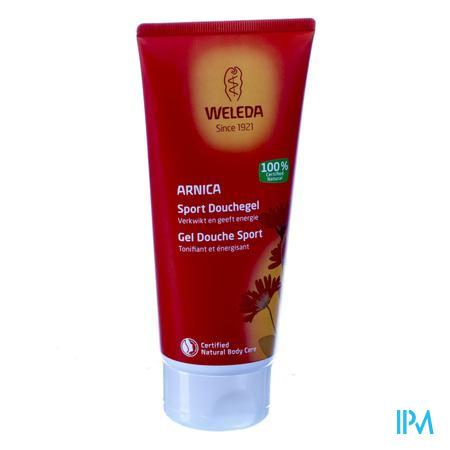 WELEDA
Since 1921
100%
Certified
Natural
ARNICA
Sport Douchegel
Verkwikt en geeft energie
Gel Douche Sport
Tonifiant et énergisant
Certified
Natural Body Care
IPM